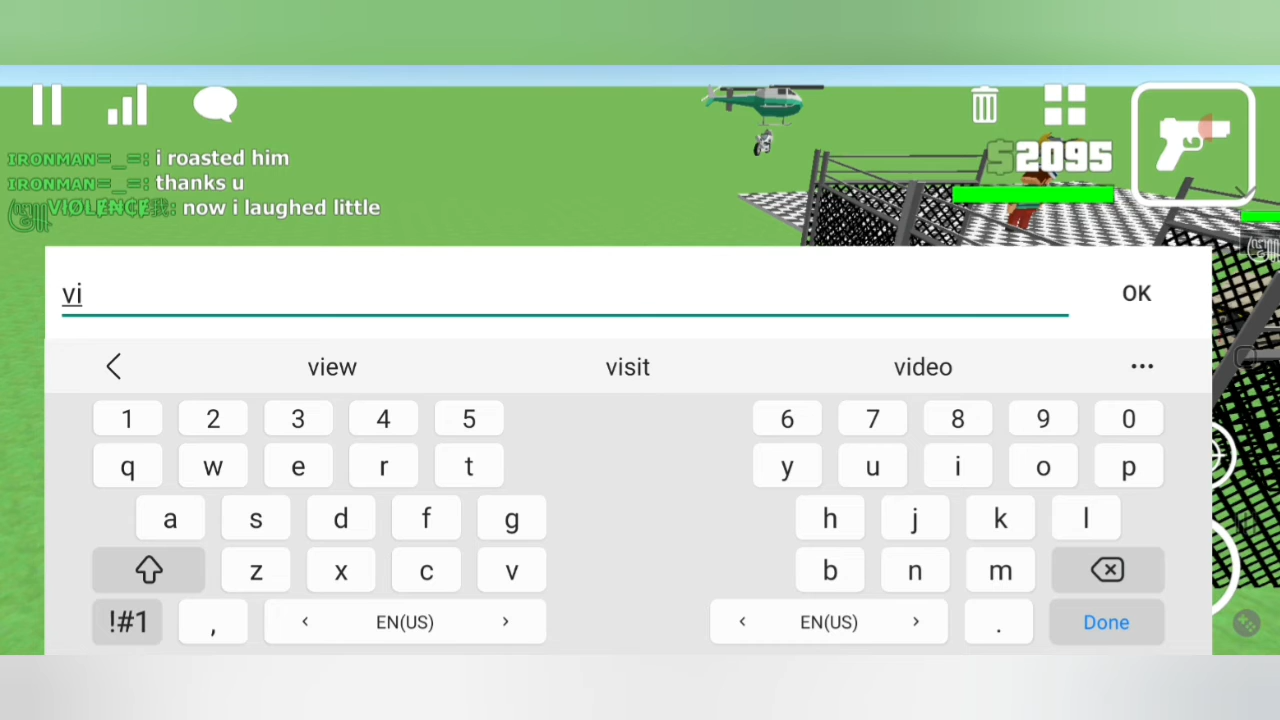 IRONMAN=_=: i roasted him
$2095
IRONMAN=_=: thanks u
VIOLENCE: now i laughed little
vi
OK
view visit video ...
1 2 3 4 5 6 7 8 9 0
q w e r t y u i o p
a s d f g h j k l
z x c v b n m
!#1 , < EN(US) > < EN(US) > . Done